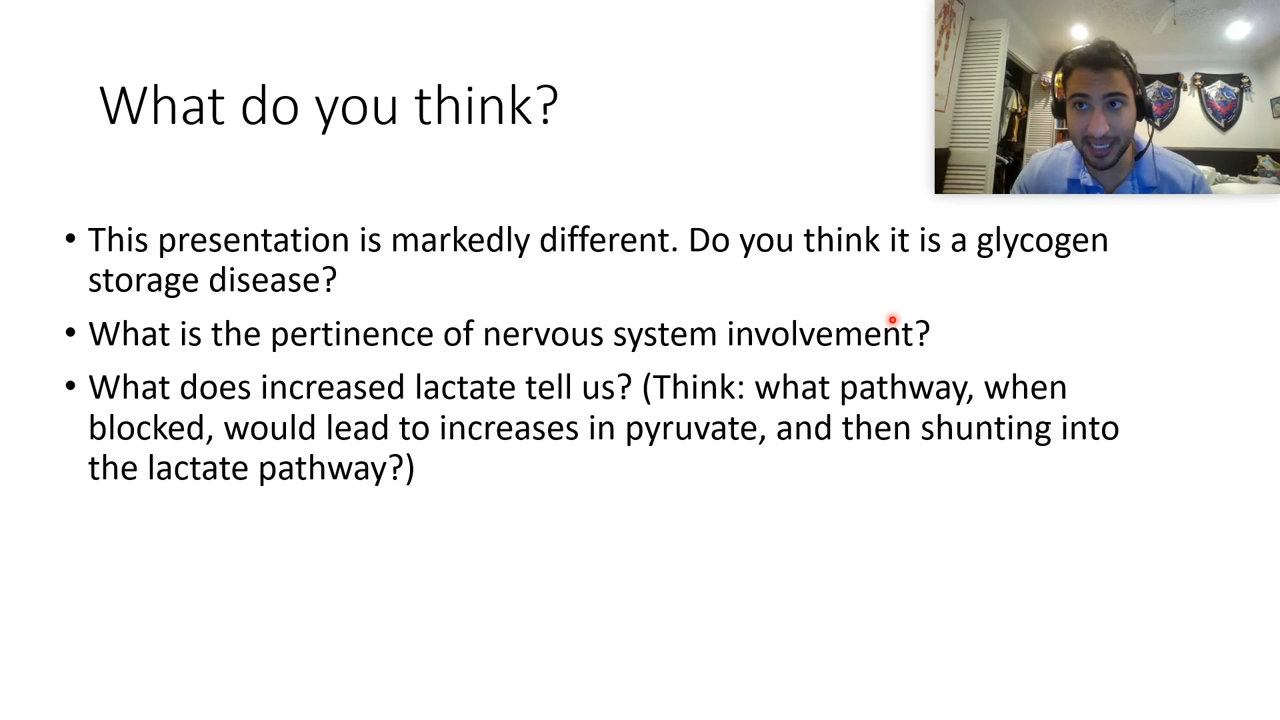 What do you think?
• This presentation is markedly different. Do you think it is a glycogen
storage disease?
• What is the pertinence of nervous system involvement?
• What does increased lactate tell us? (Think: what pathway, when
blocked, would lead to increases in pyruvate, and then shunting into
the lactate pathway?)